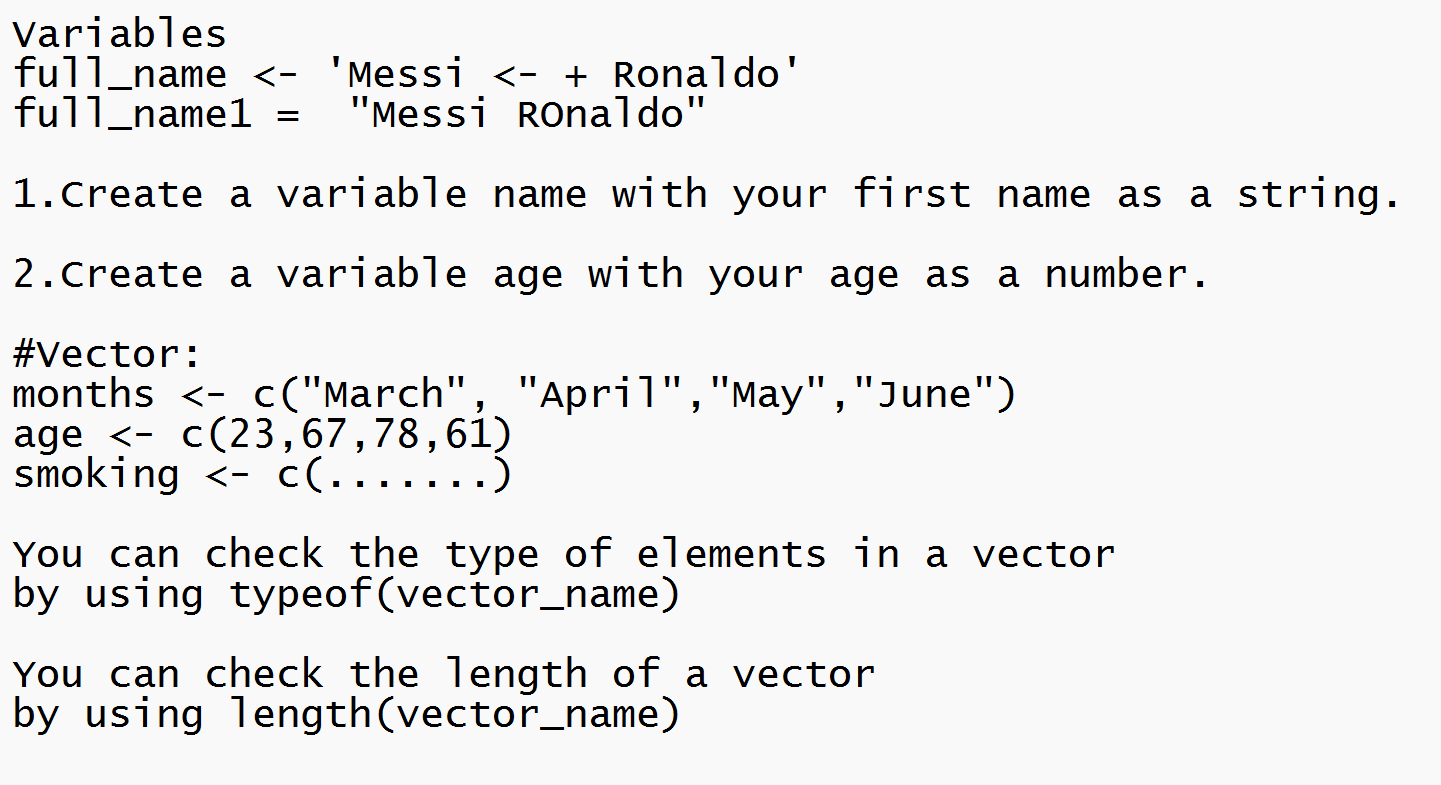 Variables
full_name <- 'Messi <- + Ronaldo'
full_name1 =  "Messi ROnaldo"
1.Create a variable name with your first name as a string.
2.Create a variable age with your age as a number.
#Vector:
months <- c("March", "April","May","June")
age <- c(23,67,78,61)
smoking <- c(.......)
You can check the type of elements in a vector
by using typeof(vector_name)
You can check the length of a vector
by using length(vector_name)